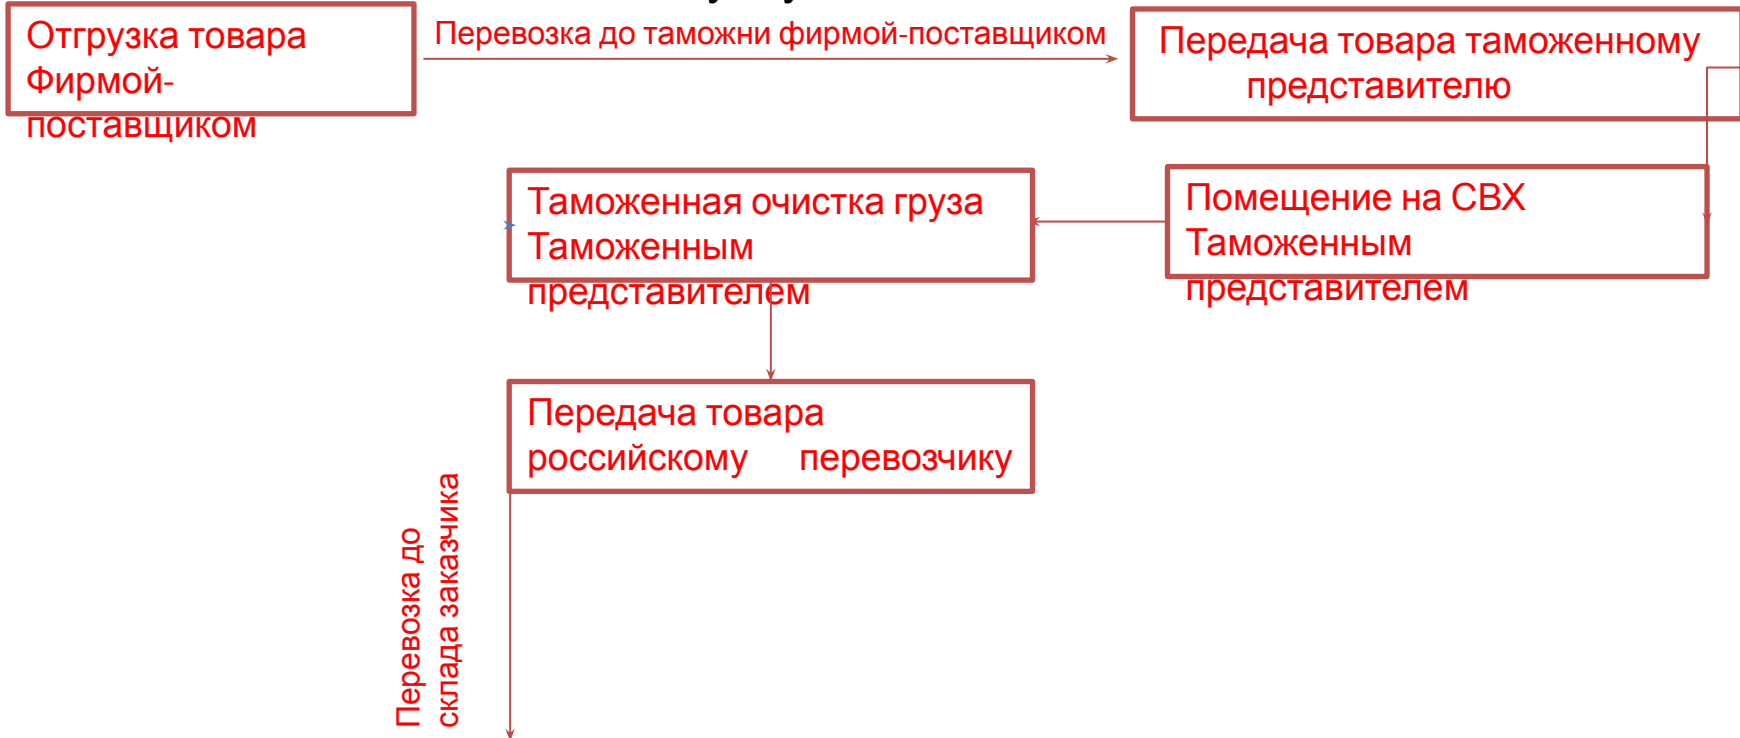 Отгрузка товара
Фирмой-
поставщиком
Перевозка до таможни фирмой-поставщиком
Передача товара таможенному
представителю
Таможенная очистка груза
Таможенным
представителем
Помещение на СВХ
Таможенным
представителем
Передача товара
российскому перевозчику
Перевозка до
склада заказчика